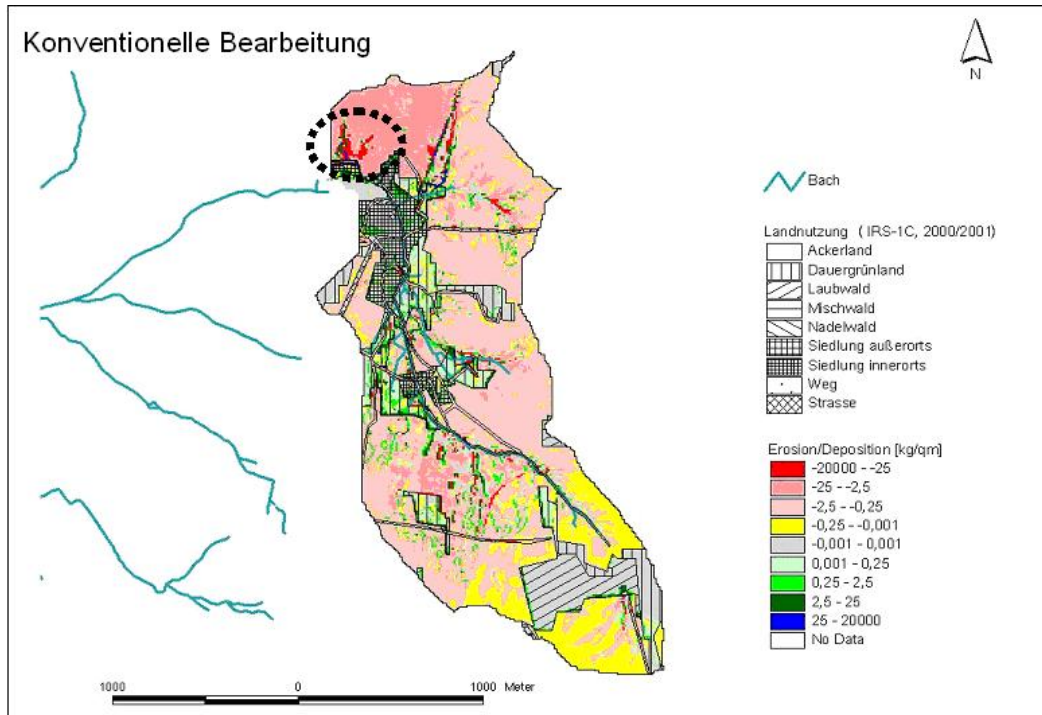 Konventionelle Bearbeitung
N
Bach
Landnutzung ( IRS-1C, 2000/2001)
Ackerland
Dauergrünland
Laubwald
Mischwald
Nadelwald
Siedlung außerorts
Siedlung innerorts
Weg
Strasse
Erosion/Deposition [kg/qm]
-20000 - -25
-25 - -2,5
-2,5 - -0,25
-0,25 - -0,001
-0,001 - 0,001
0,001 - 0,25
0,25 - 2,5
2,5 - 25
25 - 20000
No Data
1000 0 1000 Meter